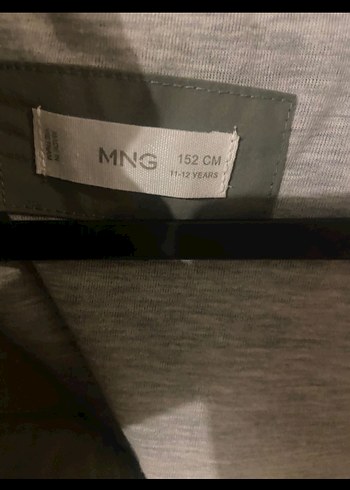 MNG
152 CM
11-12 YEARS